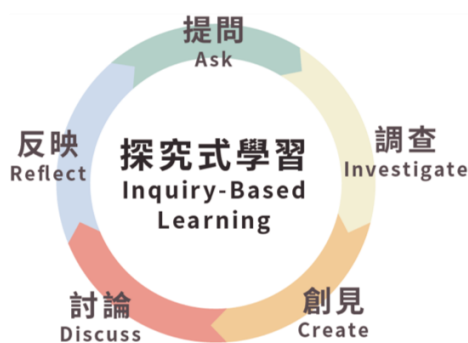 提問
Ask
調查
Investigate
創見
Create
討論
Discuss
反映
Reflect
探究式學習
Inquiry-Based
Learning